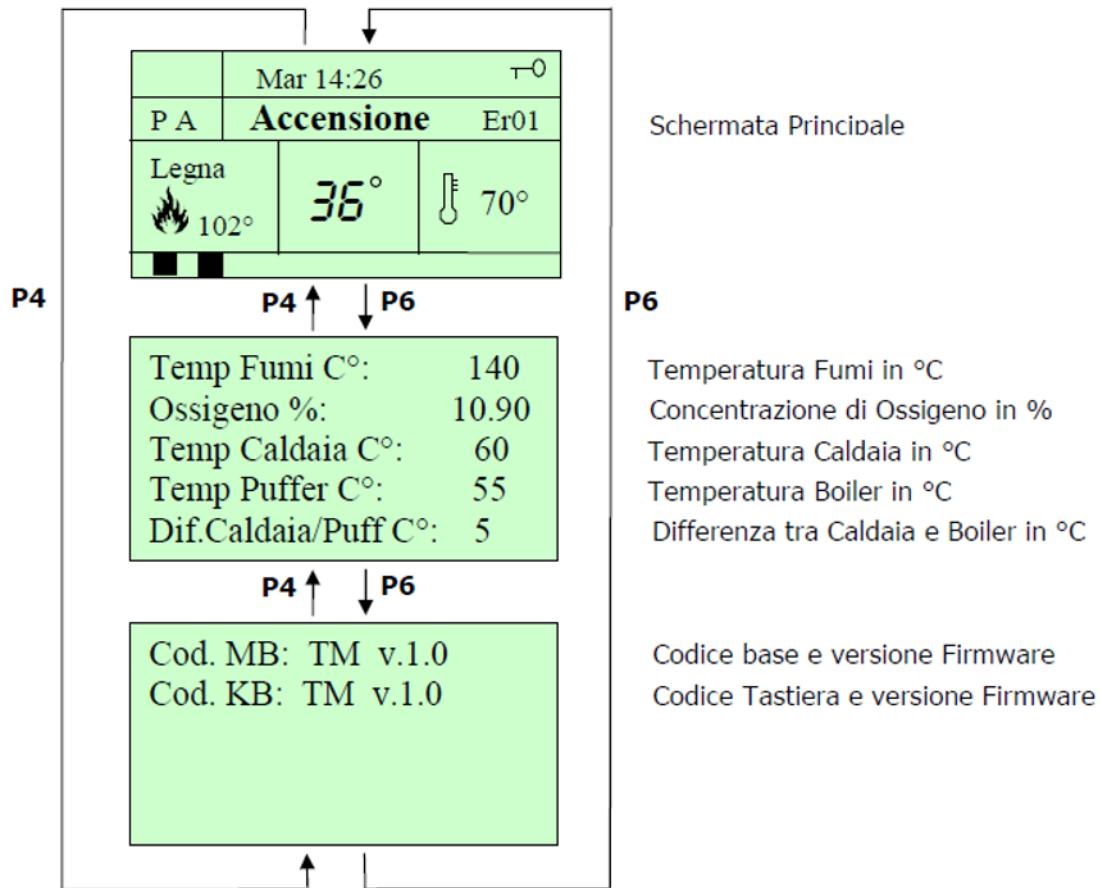 Mar 14:26
P A Accensione Er01
Schermata Principale
Legna
102° 36° 70°
P4 P4 P6 P6
Temp Fumi C°: 140 Temperatura Fumi in °C
Ossigeno %: 10.90 Concentrazione di Ossigeno in %
Temp Caldaia C°: 60 Temperatura Caldaia in °C
Temp Puffer C°: 55 Temperatura Boiler in °C
Dif.Caldaia/Puff C°: 5 Differenza tra Caldaia e Boiler in °C
P4 P6
Cod. MB: TM v.1.0 Codice base e versione Firmware
Cod. KB: TM v.1.0 Codice Tastiera e versione Firmware